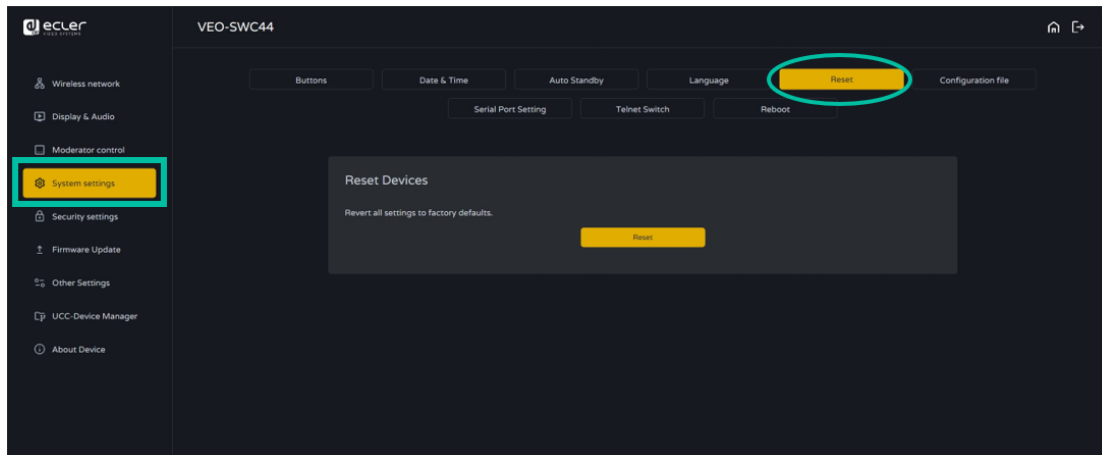 ecler
VIDEO SYSTEMS
VEO-SWC44
Wireless network
Display & Audio
Moderator control
System settings
Security settings
Firmware Update
Other Settings
UCC-Device Manager
About Device
Buttons
Date & Time
Auto Standby
Language
Reset
Configuration file
Serial Port Setting
Telnet Switch
Reboot
Reset Devices
Revert all settings to factory defaults.
Reset